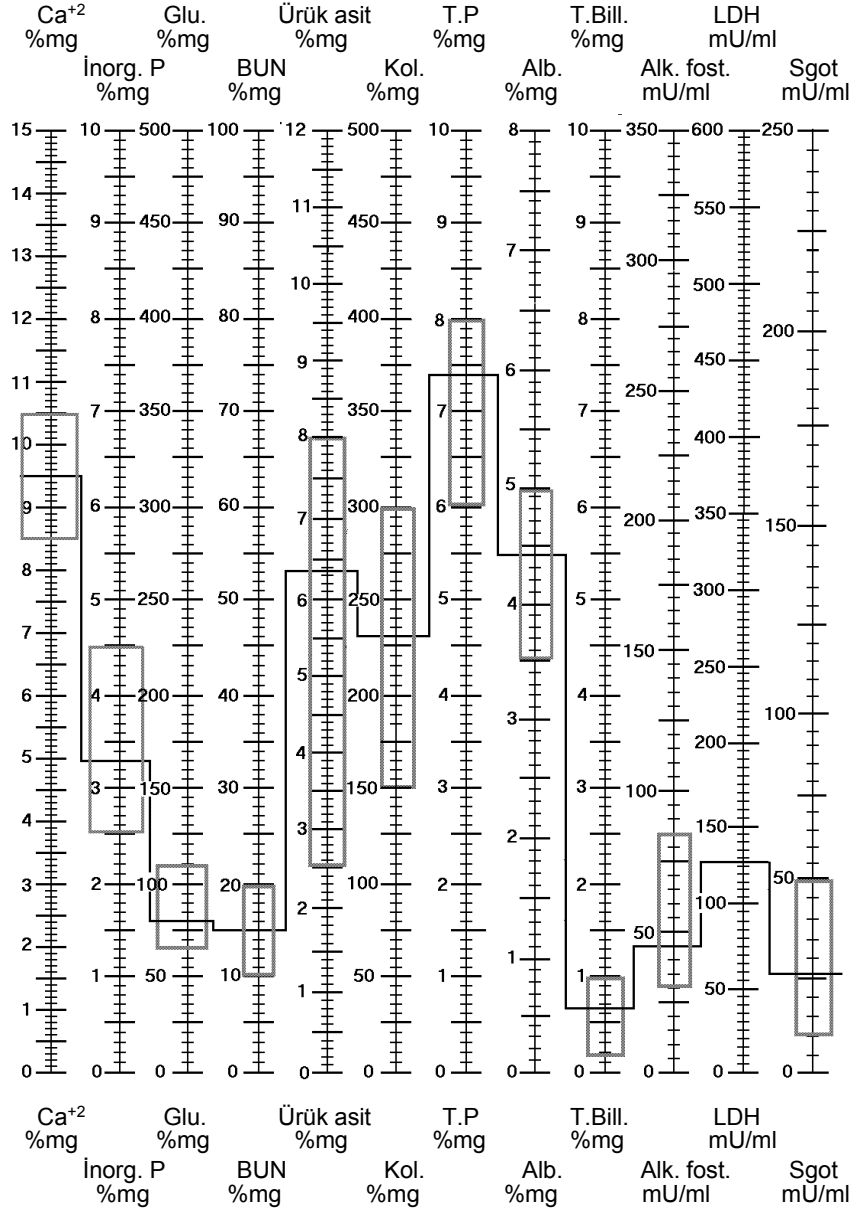 Ca+2 Glu. Ürük asit T.P T.Bill. LDH
%mg %mg %mg %mg %mg mU/ml
İnorg. P BUN Kol. Alb. Alk. fost. Sgot
%mg %mg %mg %mg mU/ml mU/ml
15 10 500 100 12 500 10 8 10 350 600 250
14 11 550
9 450 90 450 9 9
13 7 300
10 500
12 8 400 80 400 8 8 200
9 6 450
11 250
7 350 70 350 7 7
10 8 400
5
9 6 300 60 300 6 6 350
7 200 150
8 300
5 250 50 6 250 5 4 5
7 150
5 250
6 4 200 40 200 4 4 100
3
4 200
5
3 150 30 150 3 3 100
4 3 2 150
3 2 100 20 100 2 2 50
2 100
50
2 1
1 50 10 50 1 1
1 50
1
0 0 0 0 0 0 0 0 0 0 0 0
Ca+2 Glu. Ürük asit T.P T.Bill. LDH
%mg %mg %mg %mg %mg mU/ml
İnorg. P BUN Kol. Alb. Alk. fost. Sgot
%mg %mg %mg %mg mU/ml mU/ml